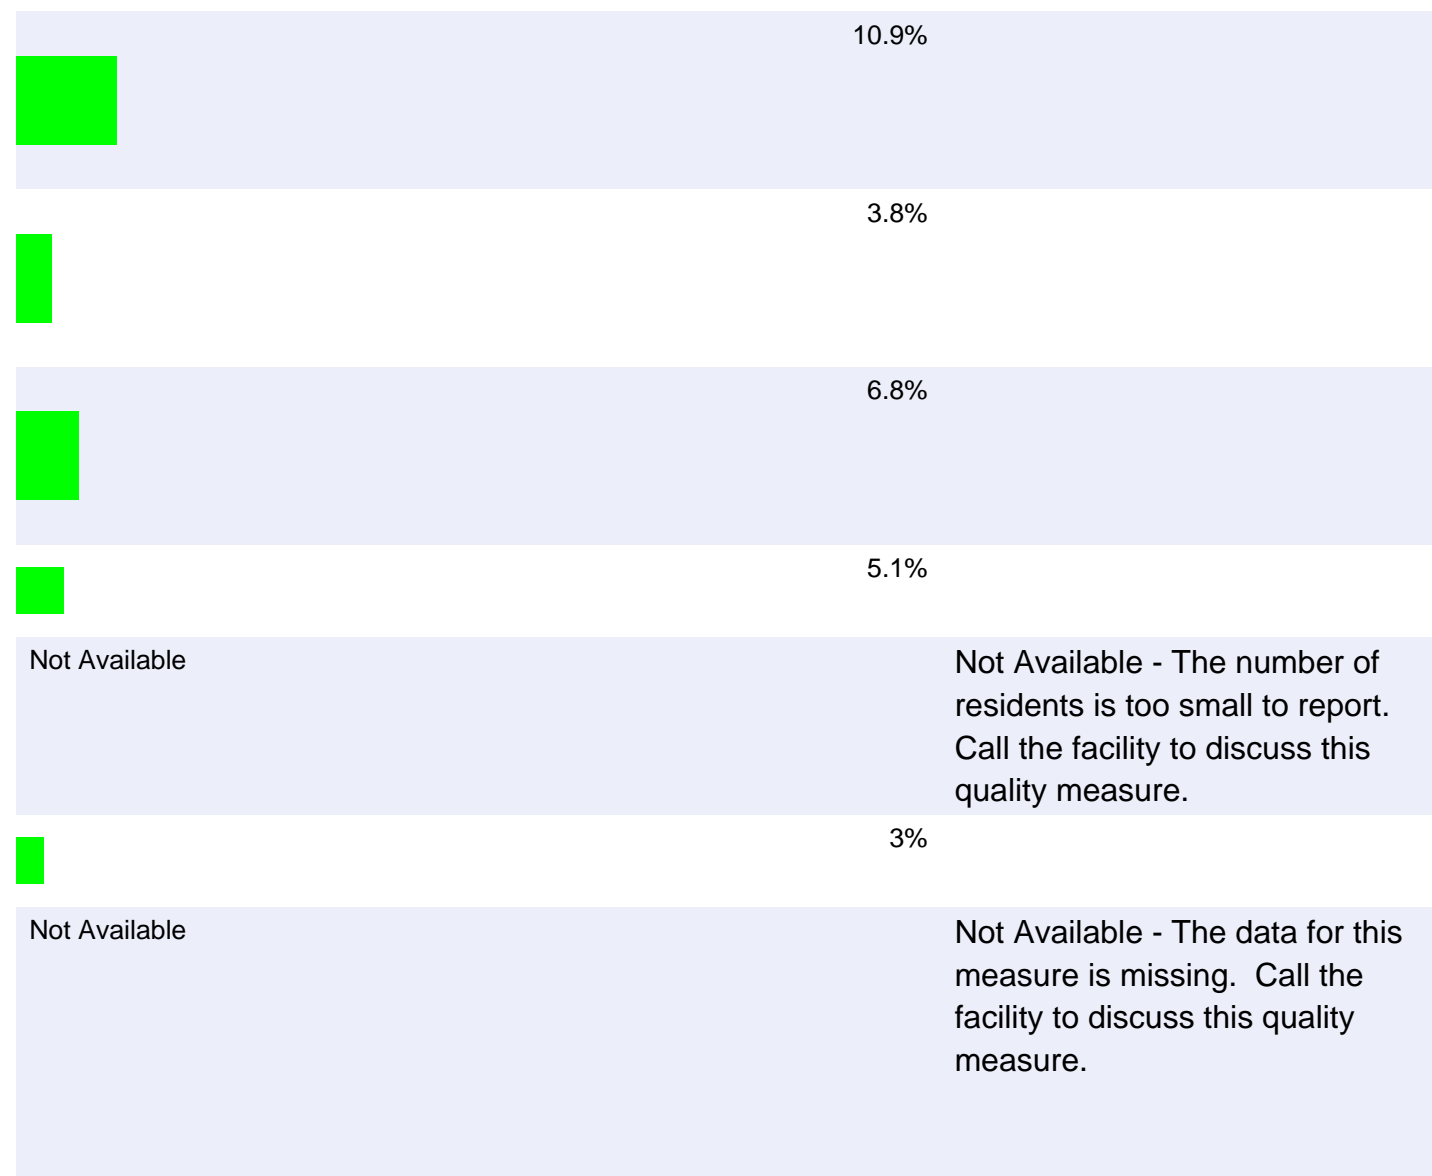 10.9%
3.8%
6.8%
5.1%
Not Available
Not Available - The number of
residents is too small to report.
Call the facility to discuss this
quality measure.
3%
Not Available
Not Available - The data for this
measure is missing.  Call the
facility to discuss this quality
measure.